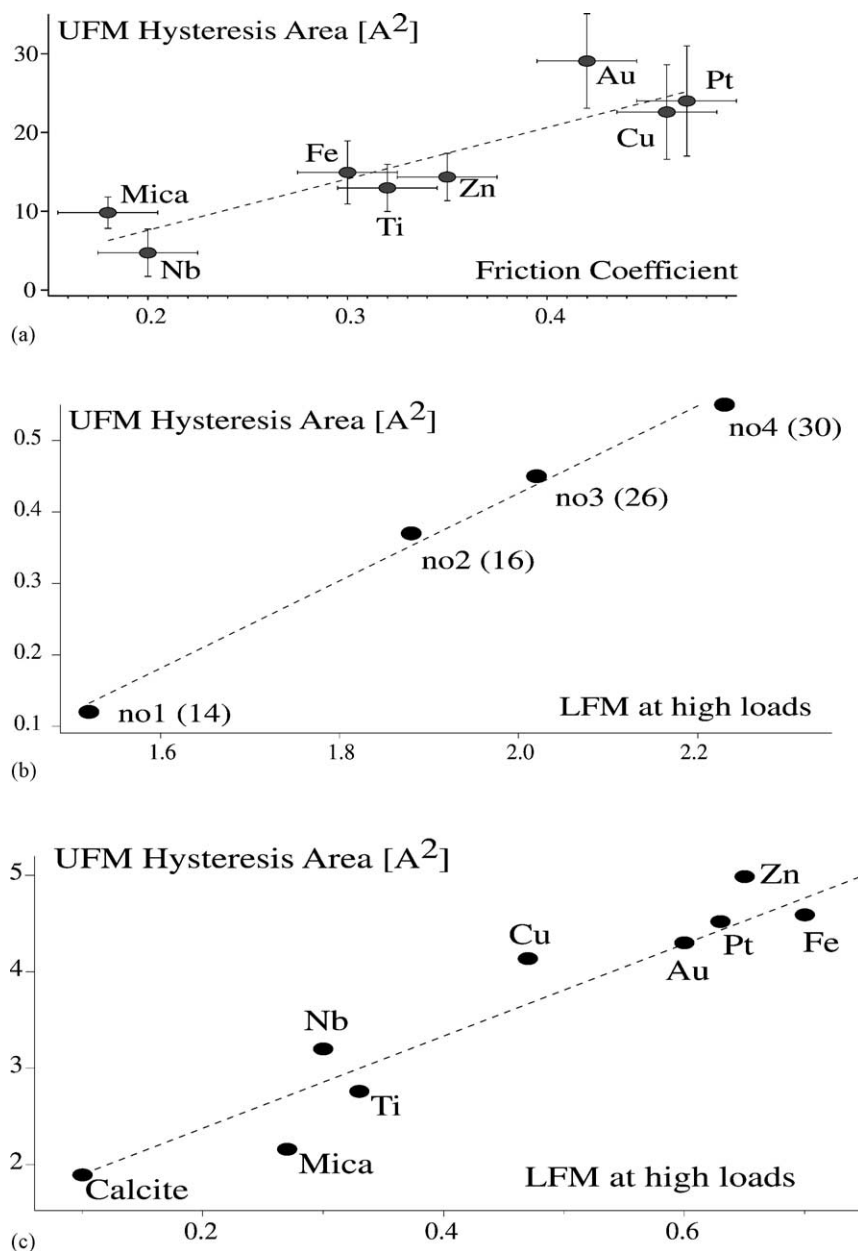 UFM Hysteresis Area [A2]
30
Au
Pt
20
Cu
Fe
Mica
Zn
10
Ti
Nb
Friction Coefficient
0
0.2
0.3
0.4
(a)
UFM Hysteresis Area [A2]
0.5
no4 (30)
0.4
no3 (26)
no2 (16)
0.3
0.2
no1 (14)
LFM at high loads
0.1
1.6
1.8
2.0
2.2
(b)
UFM Hysteresis Area [A2]
5
Zn
Cu
Pt
Fe
4
Au
Nb
3
Ti
Mica
2
Calcite
LFM at high loads
0.2
0.4
0.6
(c)